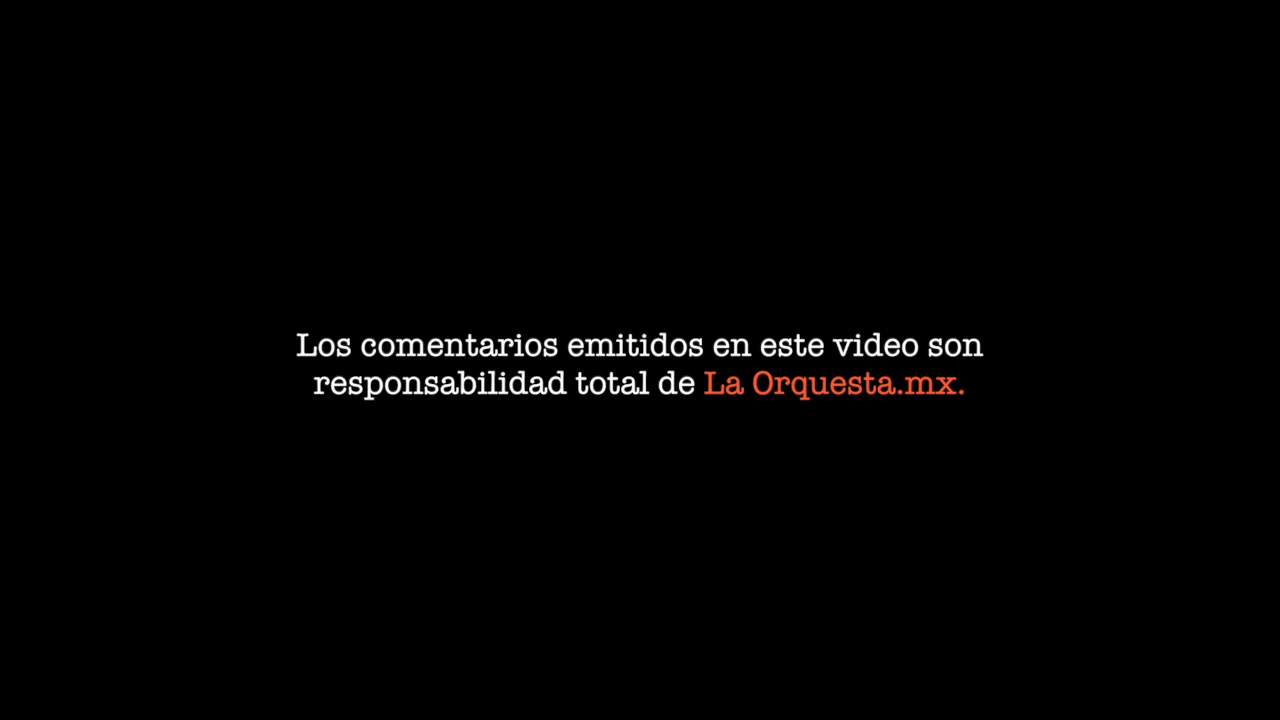 Los comentarios emitidos en este video son
responsabilidad total de La Orquesta.mx.